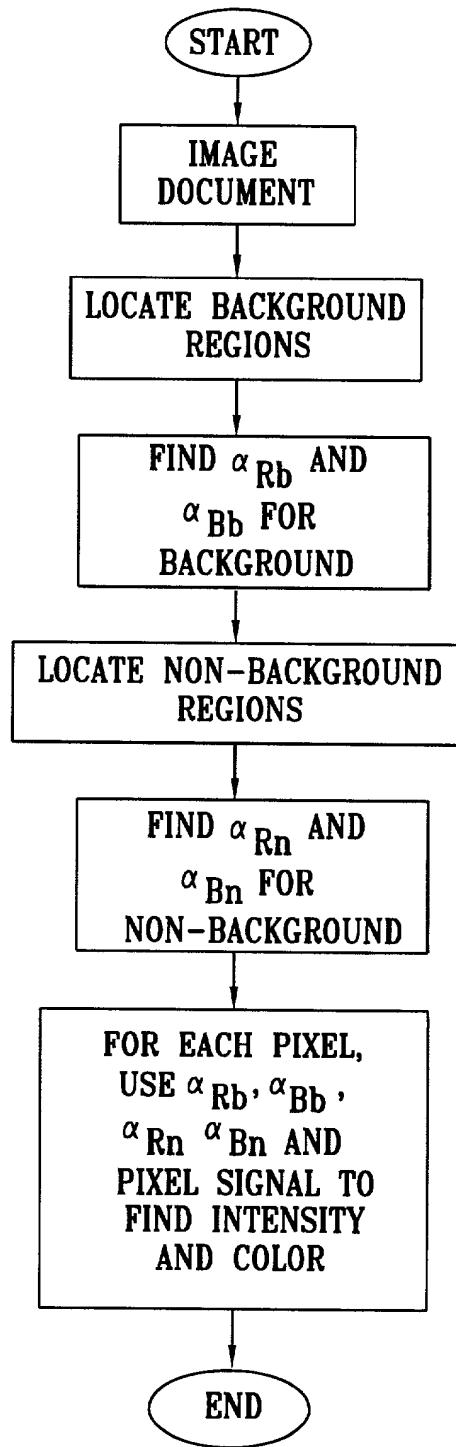 START
IMAGE
DOCUMENT
LOCATE BACKGROUND
REGIONS
FIND α Rb AND
α Bb FOR
BACKGROUND
LOCATE NON-BACKGROUND
REGIONS
FIND α Rn AND
α Bn FOR
NON-BACKGROUND
FOR EACH PIXEL,
USE α Rb, α Bb,
α Rn α Bn AND
PIXEL SIGNAL TO
FIND INTENSITY
AND COLOR
END